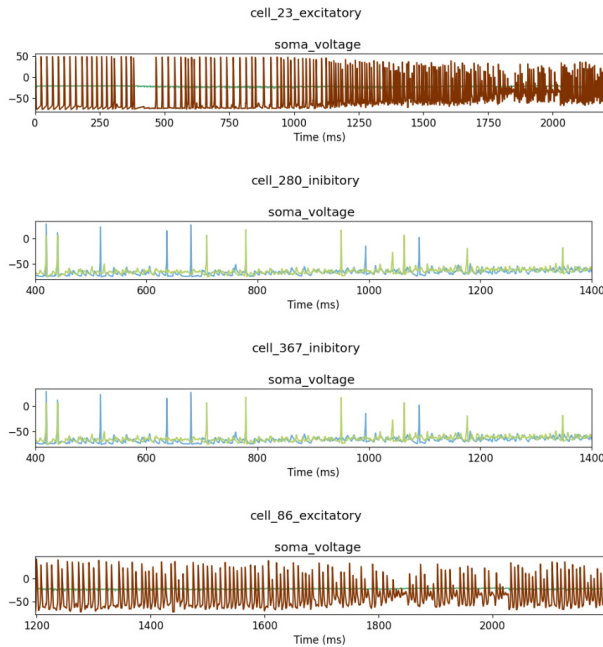 cell_23_excitatory
soma_voltage
50
0
−50
0 250 500 750 1000 1250 1500 1750 2000
Time (ms)
cell_280_inibitory
soma_voltage
0
−50
400 600 800 1000 1200 1400
Time (ms)
cell_367_inibitory
soma_voltage
0
−50
400 600 800 1000 1200 1400
Time (ms)
cell_86_excitatory
soma_voltage
50
0
−50
1200 1400 1600 1800 2000
Time (ms)